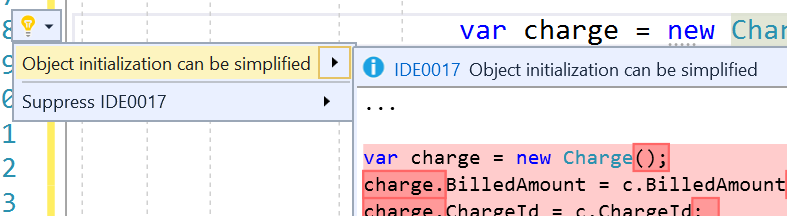 8 var charge = new Cha
9 Object initialization can be simplified
IDE0017 Object initialization can be simplified
0 Suppress IDE0017
...
1
2 var charge = new Charge();
charge.BilledAmount = c.BilledAmount
3 charge.ChargeId = c.ChargeId;